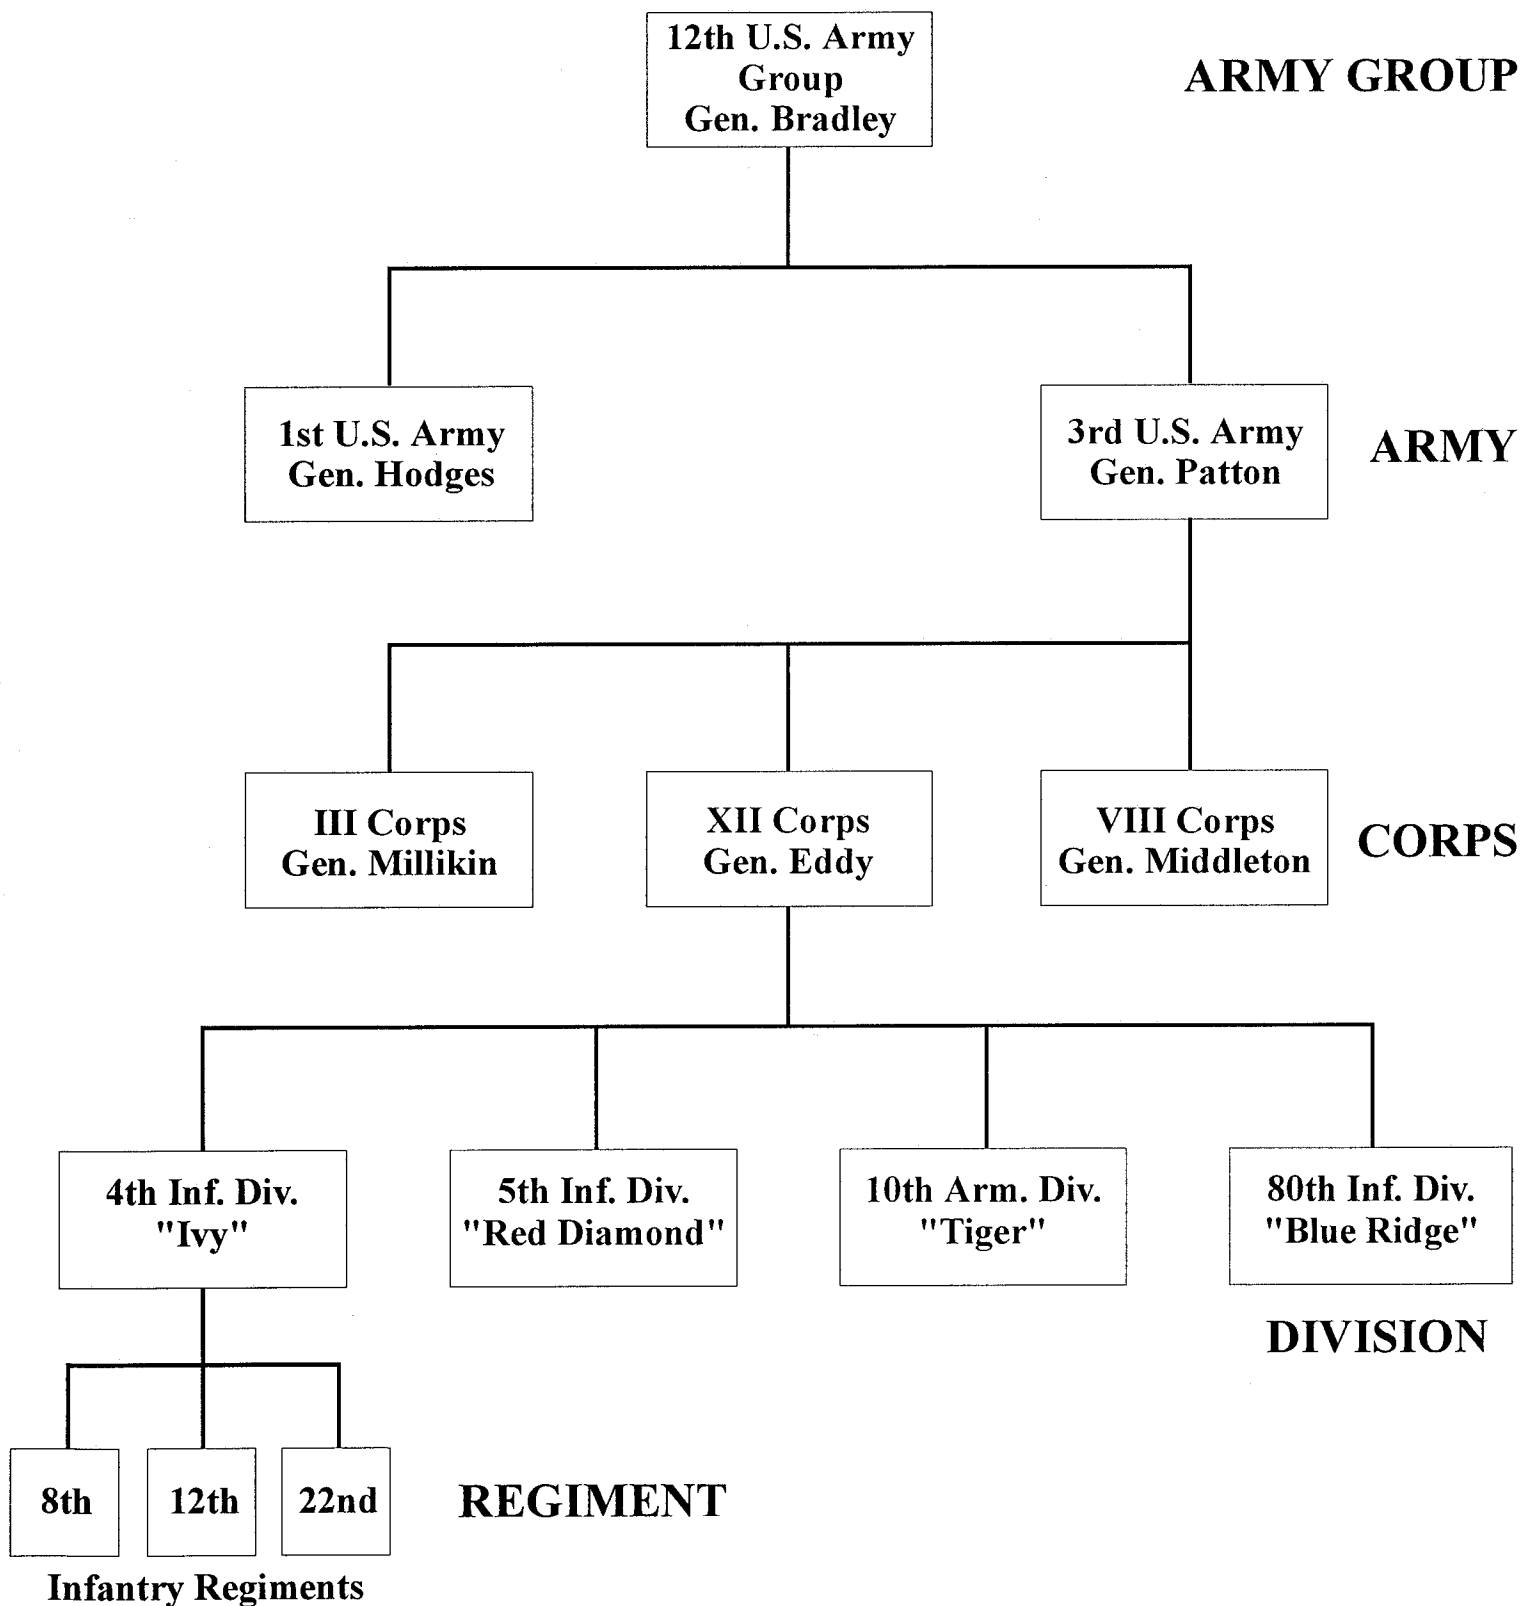 12th U.S. Army
Group
Gen. Bradley
ARMY GROUP
1st U.S. Army
Gen. Hodges
3rd U.S. Army
Gen. Patton
ARMY
III Corps
Gen. Millikin
XII Corps
Gen. Eddy
VIII Corps
Gen. Middleton
CORPS
4th Inf. Div.
"Ivy"
5th Inf. Div.
"Red Diamond"
10th Arm. Div.
"Tiger"
80th Inf. Div.
"Blue Ridge"
DIVISION
8th
12th
22nd
REGIMENT
Infantry Regiments